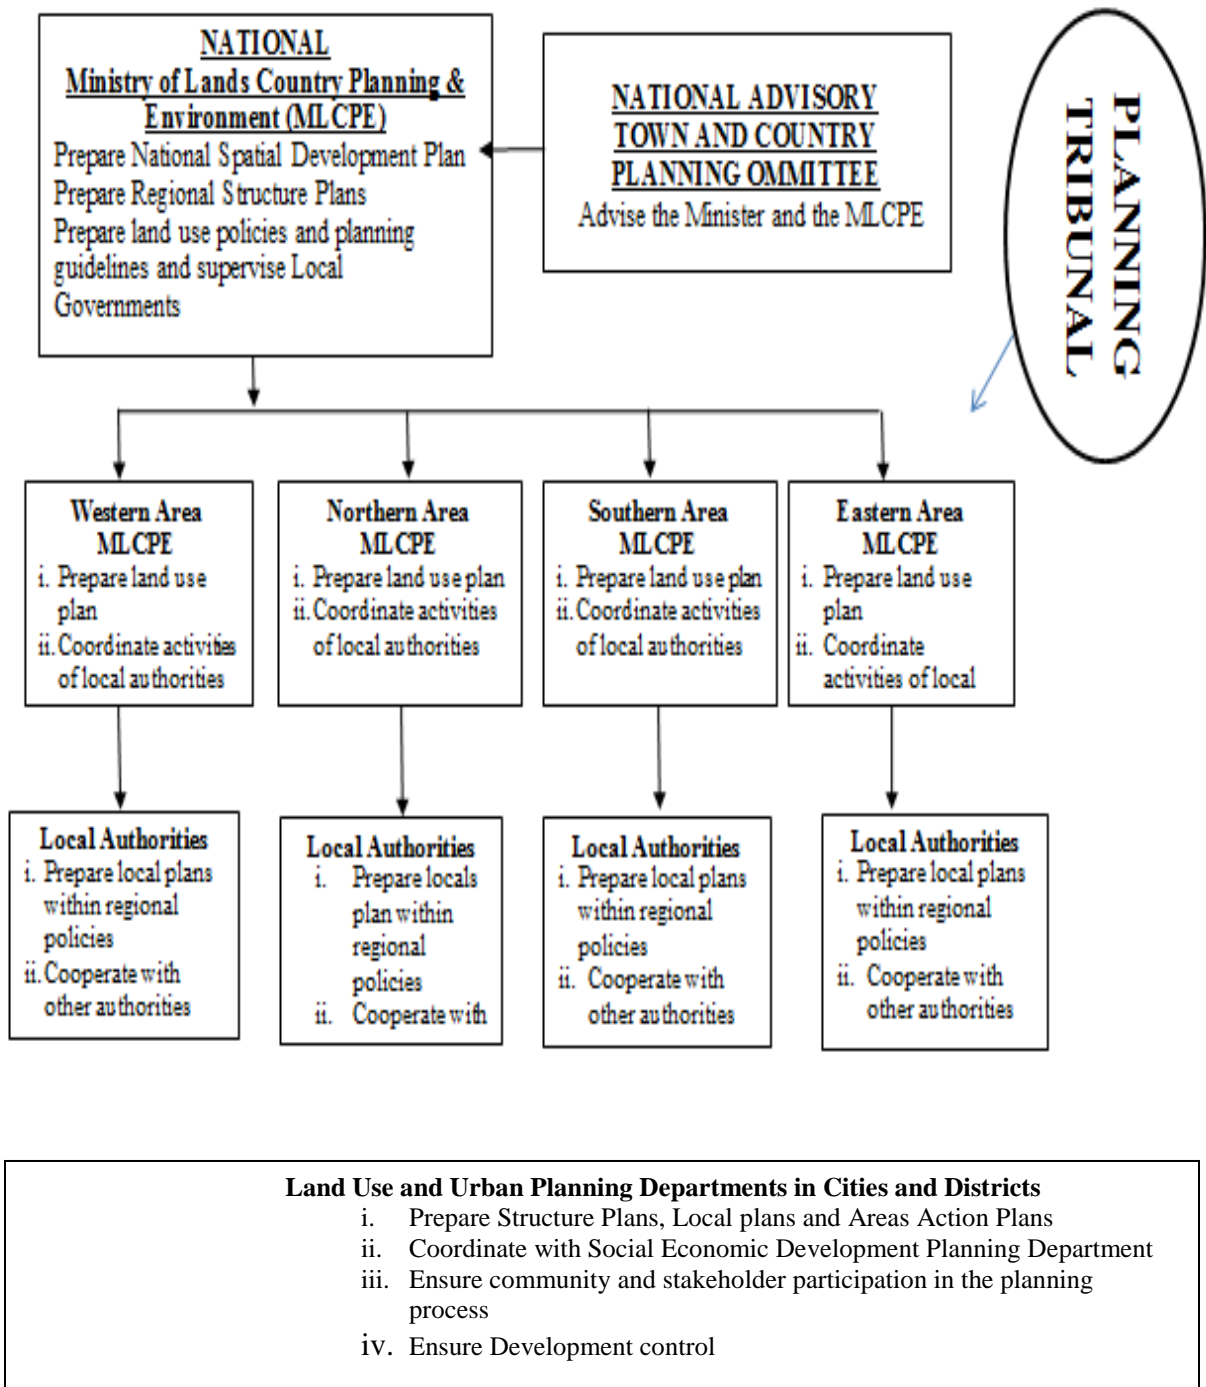 NATIONAL
Ministry of Lands Country Planning &
Environment (MLCPE)
Prepare National Spatial Development Plan
Prepare Regional Structure Plans
Prepare land use policies and planning
guidelines and supervise Local
Governments
NATIONAL ADVISORY
TOWN AND COUNTRY
PLANNING OMMITTEE
Advise the Minister and the MLCPE
PLANNING
TRIBUNAL
Western Area
MLCPE
i. Prepare land use
plan
ii. Coordinate activities
of local authorities
Northern Area
MLCPE
i. Prepare land use plan
ii. Coordinate activities
of local authorities
Southern Area
MLCPE
i. Prepare land use plan
ii. Coordinate activities
of local authorities
Eastern Area
MLCPE
i. Prepare land use
plan
ii. Coordinate
activities of local
Local Authorities
i. Prepare local plans
within regional
policies
ii. Cooperate with
other authorities
Local Authorities
i. Prepare locals
plan within
regional
policies
ii. Cooperate with
Local Authorities
i. Prepare local plans
within regional
policies
ii. Cooperate with
other authorities
Local Authorities
i. Prepare local plans
within regional
policies
ii. Cooperate with
other authorities
Land Use and Urban Planning Departments in Cities and Districts
i. Prepare Structure Plans, Local plans and Areas Action Plans
ii. Coordinate with Social Economic Development Planning Department
iii. Ensure community and stakeholder participation in the planning
process
iv. Ensure Development control